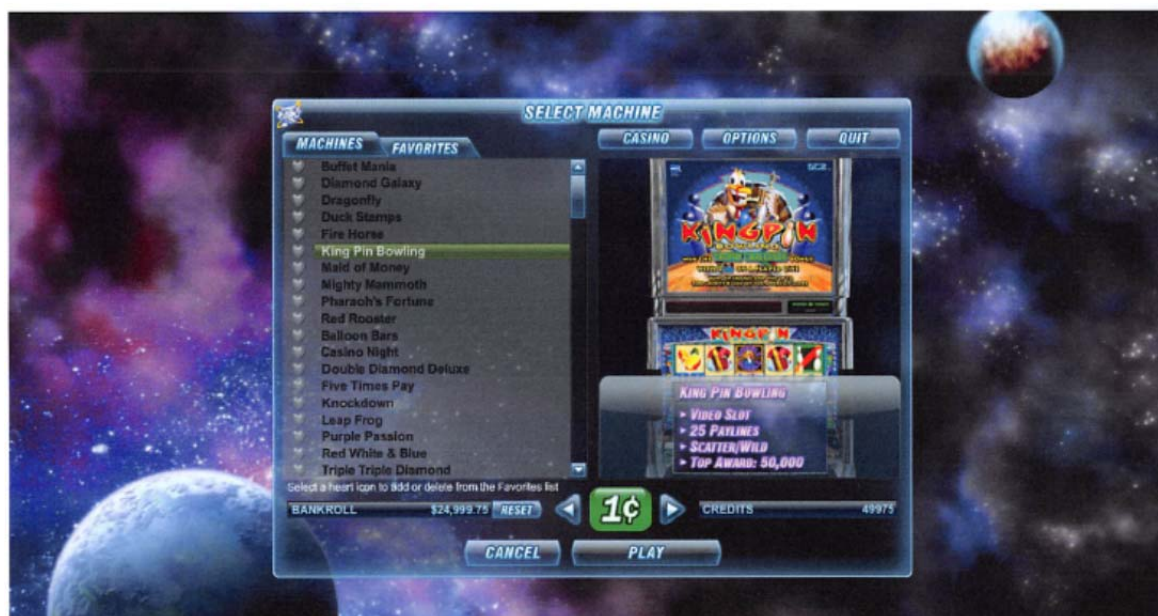 SELECT MACHINE
MACHINES
FAVORITES
CASINO
OPTIONS
QUIT
Buffet Mania
Diamond Galaxy
Dragonfly
Duck Stamps
Fire Horse
King Pin Bowling
Maid of Money
Mighty Mammoth
Pharaoh's Fortune
Red Rooster
Balloon Bars
Casino Night
Double Diamond Deluxe
Five Times Pay
Knockdown
Leap Frog
Purple Passion
Red White & Blue
Triple Triple Diamond
KINGPIN
BOWLING
KINGPIN
KING PIN BOWLING
▸ VIDEO SLOT
▸ 25 PAYLINES
▸ SCATTER/WILD
▸ TOP AWARD: 50,000
Select a heart icon to add or delete from the Favorites list
BANKROLL $24,999.75 RESET
1¢
CREDITS 49975
CANCEL
PLAY